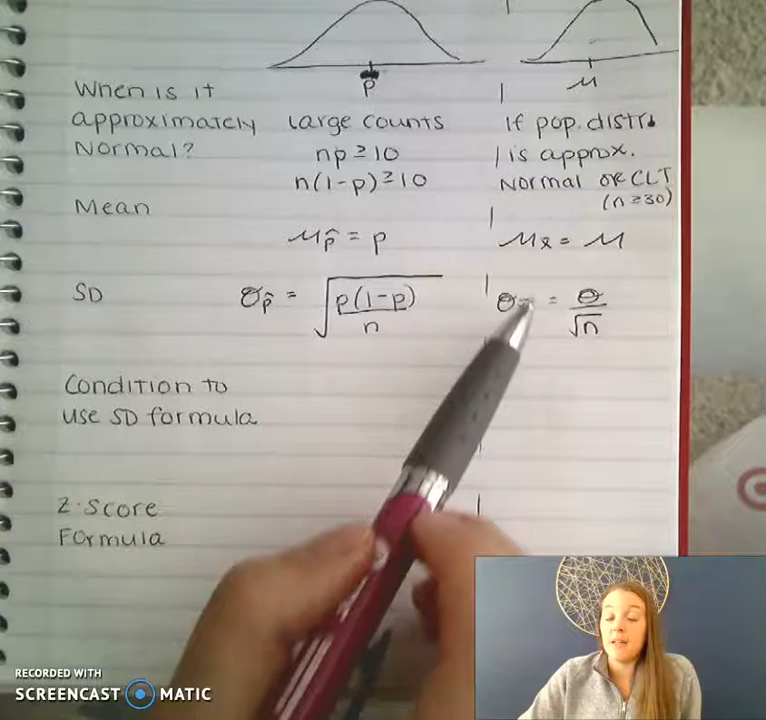 p
μ
When is it
approximately
Normal?
large counts
np ≥ 10
n(1-p) ≥ 10
If pop. distr.
is approx.
Normal or CLT
(n ≥ 30)
Mean
μp̂ = p
μx̄ = μ
SD
σp̂ = √p(1-p)/n
σ = σ/√n
Condition to
use SD formula
Z-Score
Formula
RECORDED WITH
SCREENCAST MATIC